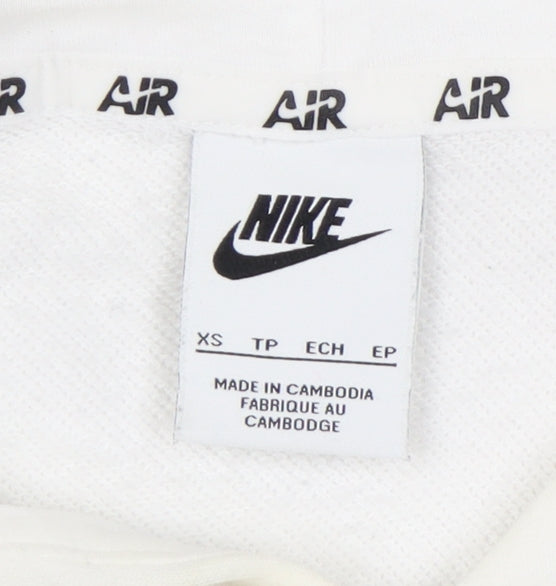 AIR AIR AIR
NIKE
XS TP ECH EP
MADE IN CAMBODIA
FABRIQUE AU
CAMBODGE